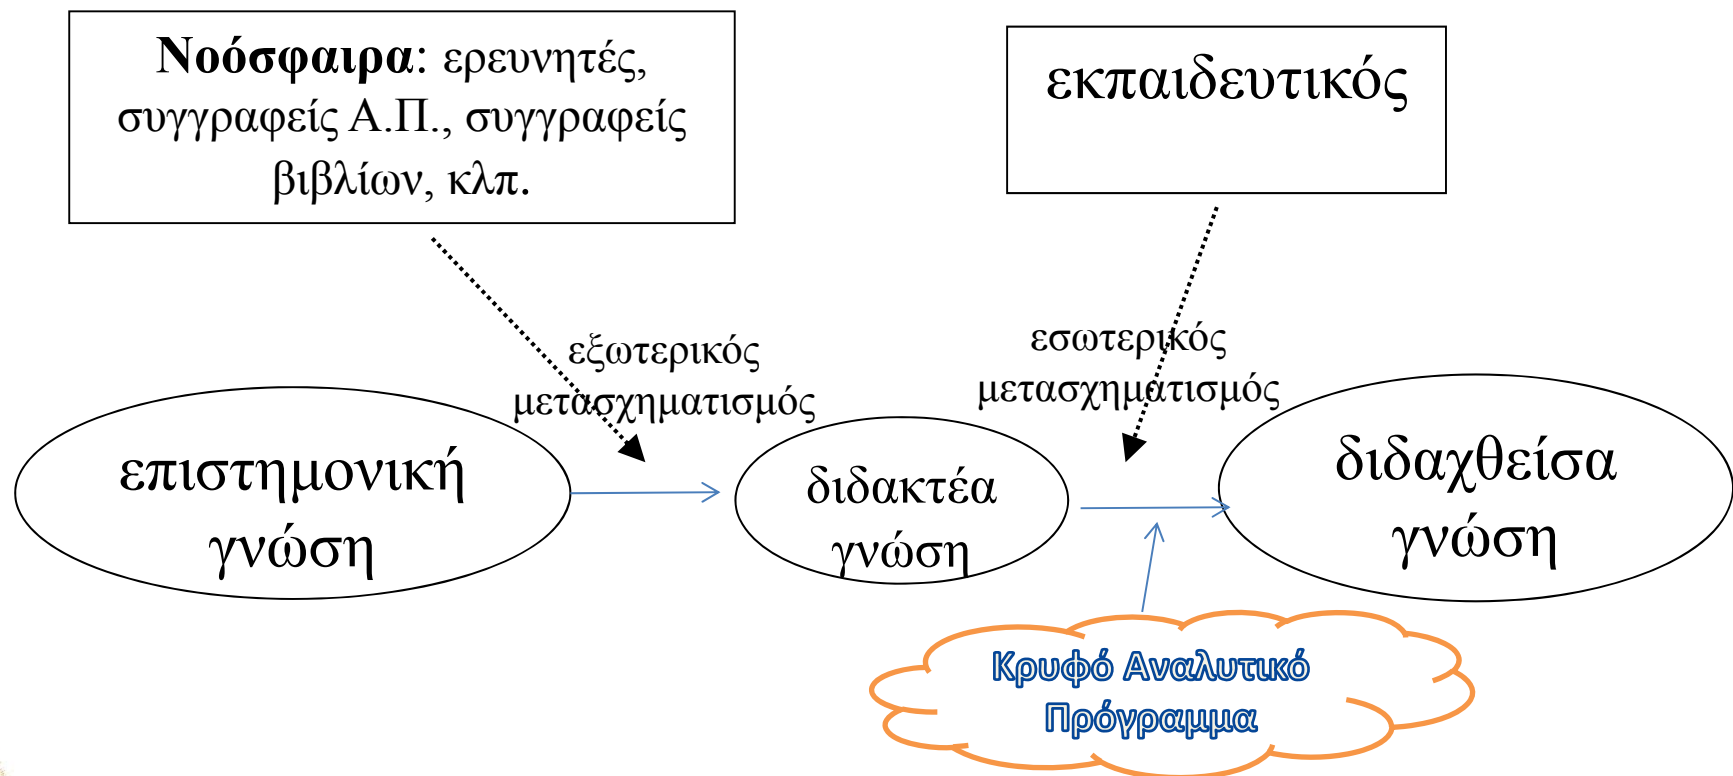 Νοόσφαιρα: ερευνητές,
συγγραφείς Α.Π., συγγραφείς
βιβλίων, κλπ.
εκπαιδευτικός
εξωτερικός
μετασχηματισμός
εσωτερικός
μετασχηματισμός
επιστημονική
γνώση
διδακτέα
γνώση
διδαχθείσα
γνώση
Κρυφό Αναλυτικό
Πρόγραμμα